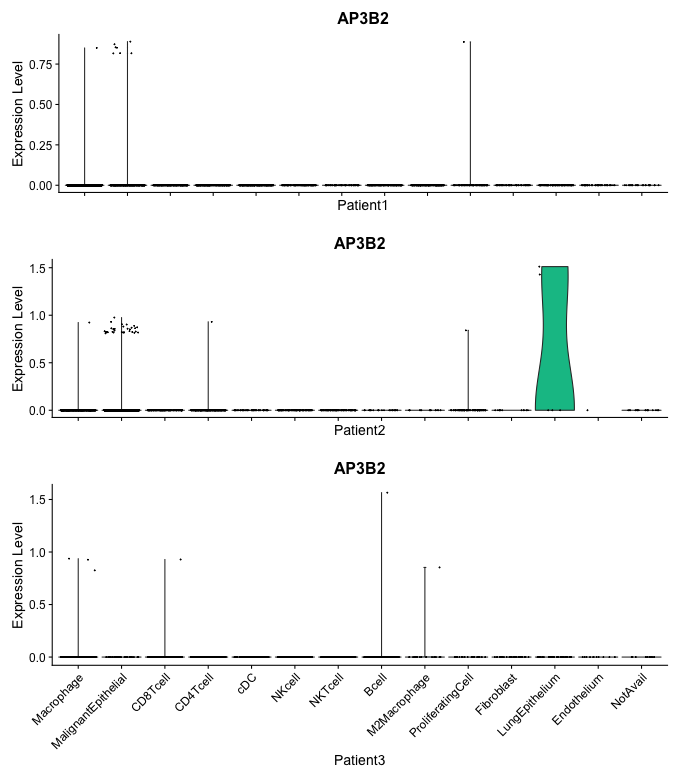 AP3B2
Expression Level
0.75
0.50
0.25
0.00
Patient1
AP3B2
Expression Level
1.5
1.0
0.5
0.0
Patient2
AP3B2
Expression Level
1.5
1.0
0.5
0.0
Macrophage
MalignantEpithelial
CD8Tcell
CD4Tcell
cDC
NKcell
NKTcell
Bcell
M2Macrophage
ProliferatingCell
Fibroblast
LungEpithelium
Endothelium
NotAvail
Patient3